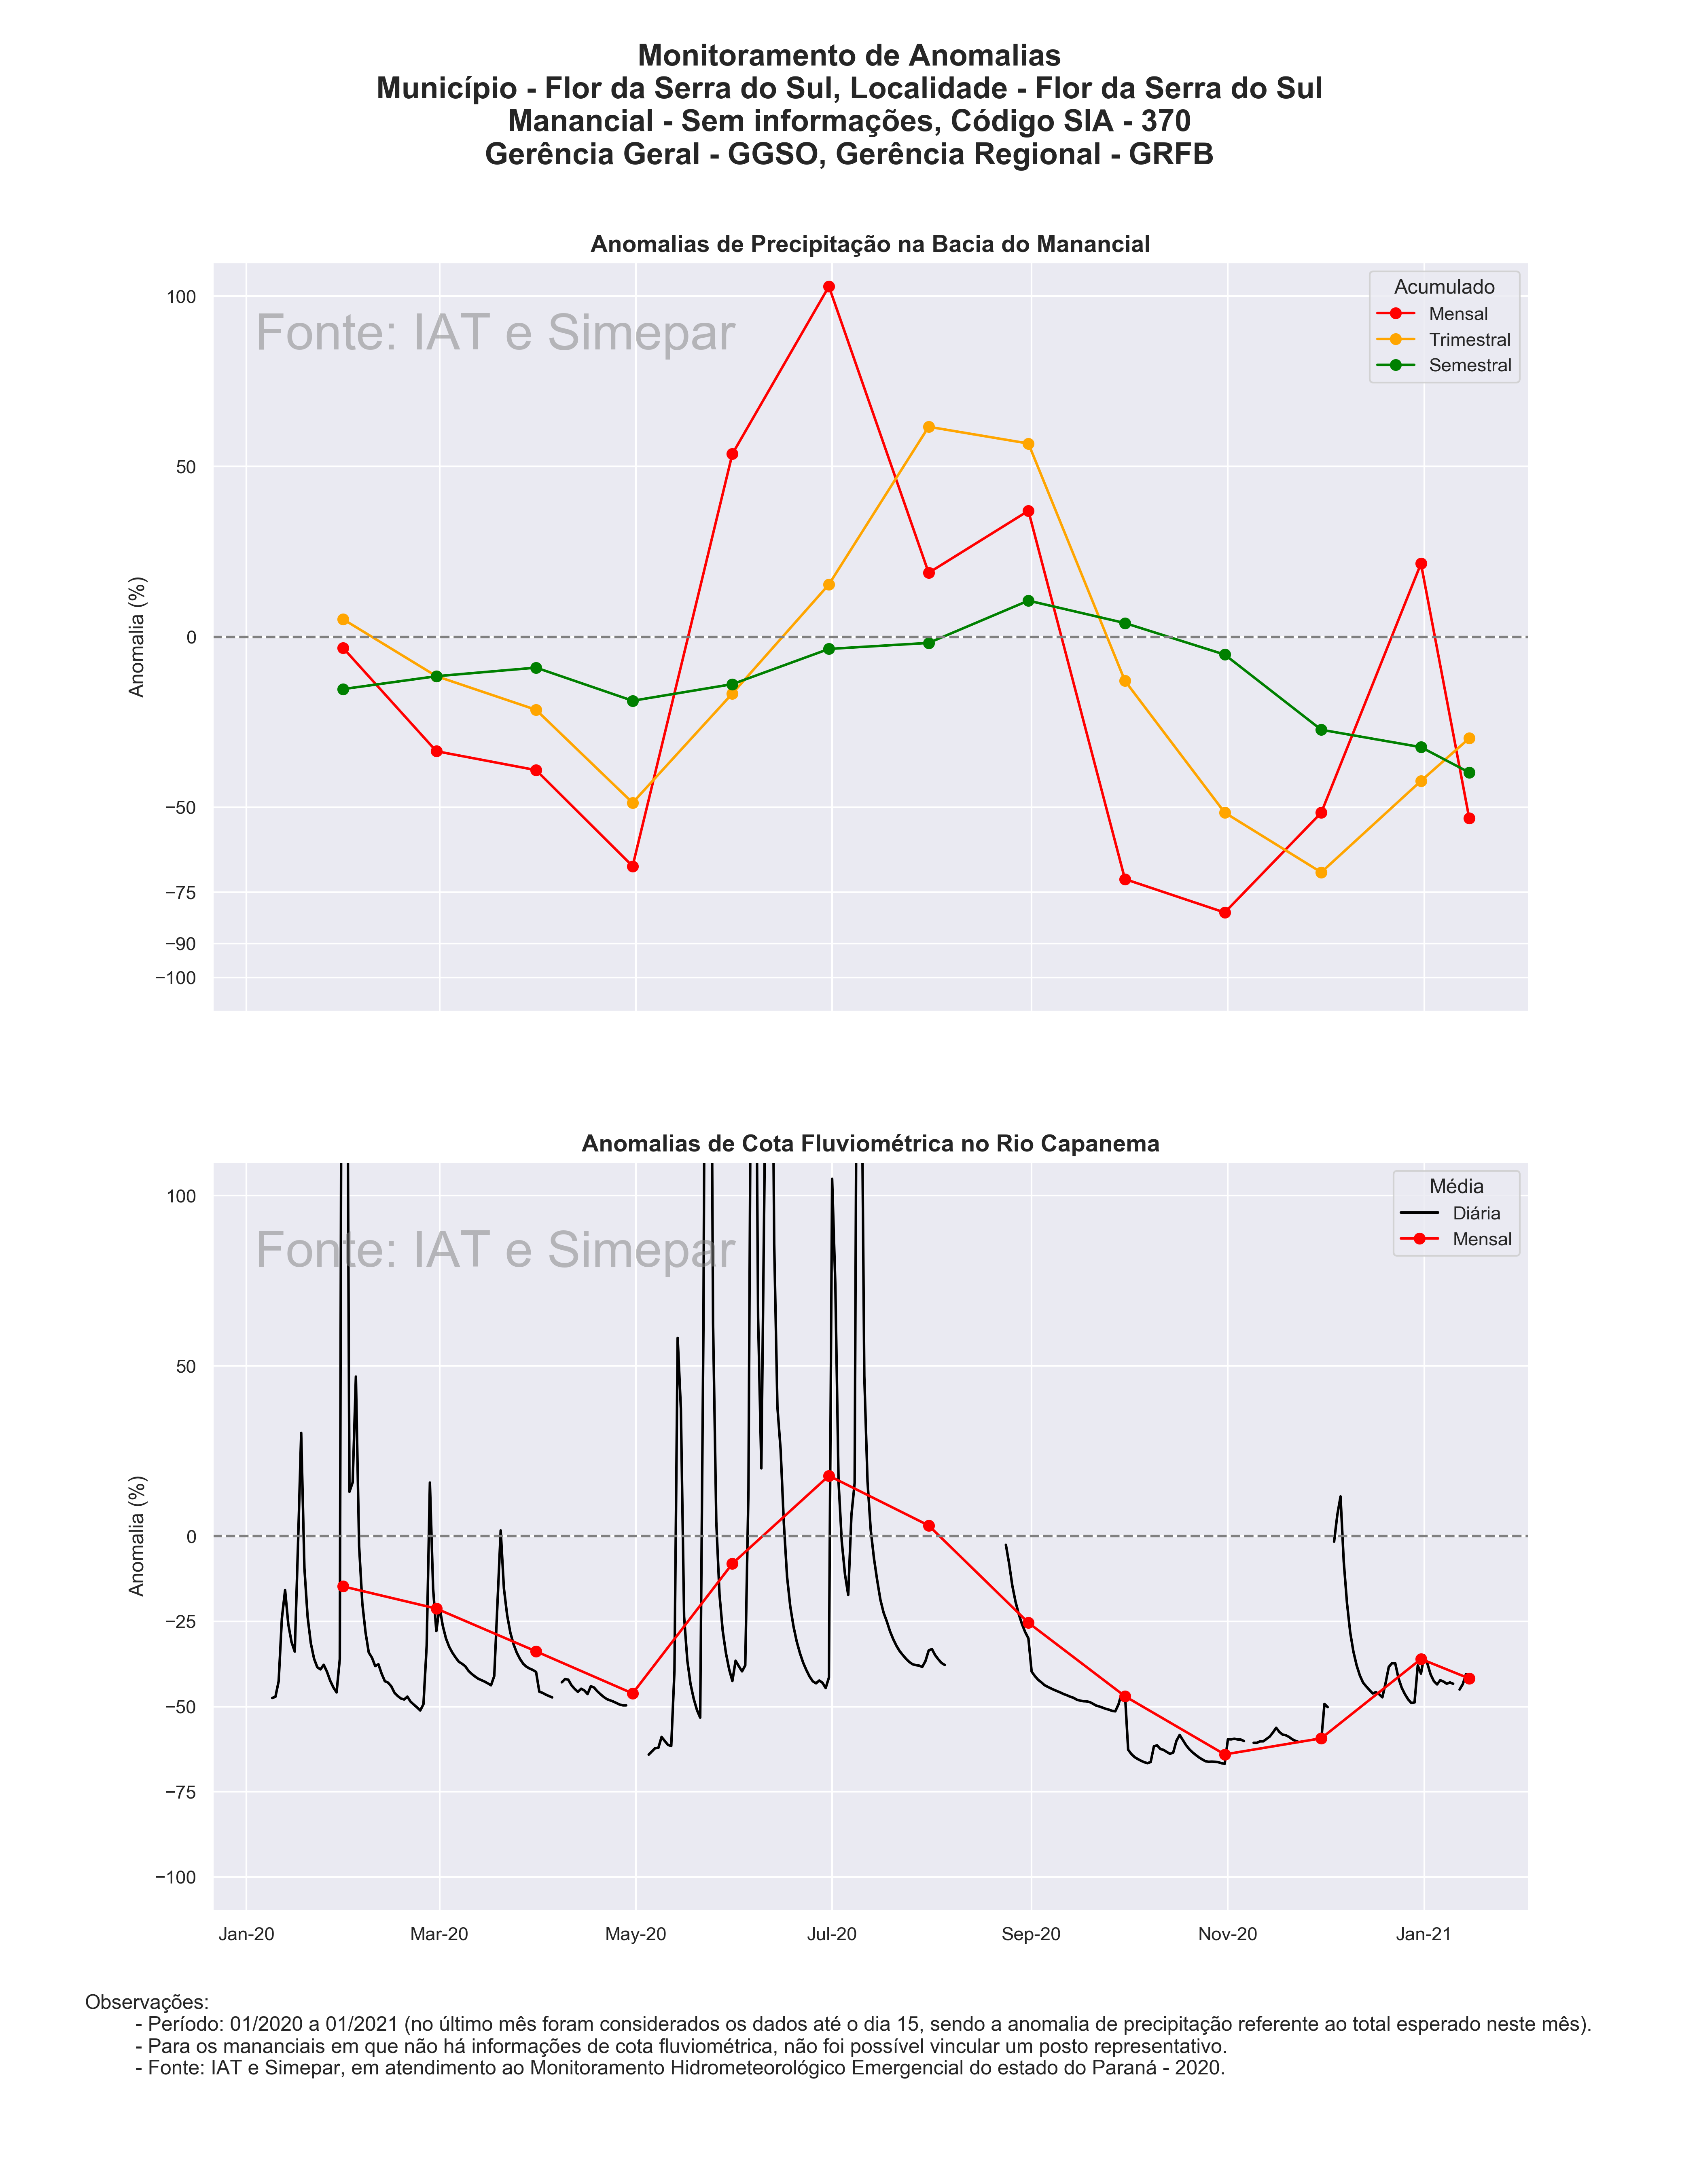 Monitoramento de Anomalias
Município - Flor da Serra do Sul, Localidade - Flor da Serra do Sul
Manancial - Sem informações, Código SIA - 370
Gerência Geral - GGSO, Gerência Regional - GRFB
Anomalias de Precipitação na Bacia do Manancial
Fonte: IAT e Simepar
Acumulado
Mensal
Trimestral
Semestral
Anomalia (%)
100
50
0
−50
−75
−90
−100
Anomalias de Cota Fluviométrica no Rio Capanema
Fonte: IAT e Simepar
Média
Diária
Mensal
Anomalia (%)
100
50
0
−25
−50
−75
−100
Jan-20 Mar-20 May-20 Jul-20 Sep-20 Nov-20 Jan-21
Observações:
- Período: 01/2020 a 01/2021 (no último mês foram considerados os dados até o dia 15, sendo a anomalia de precipitação referente ao total esperado neste mês).
- Para os mananciais em que não há informações de cota fluviométrica, não foi possível vincular um posto representativo.
- Fonte: IAT e Simepar, em atendimento ao Monitoramento Hidrometeorológico Emergencial do estado do Paraná - 2020.